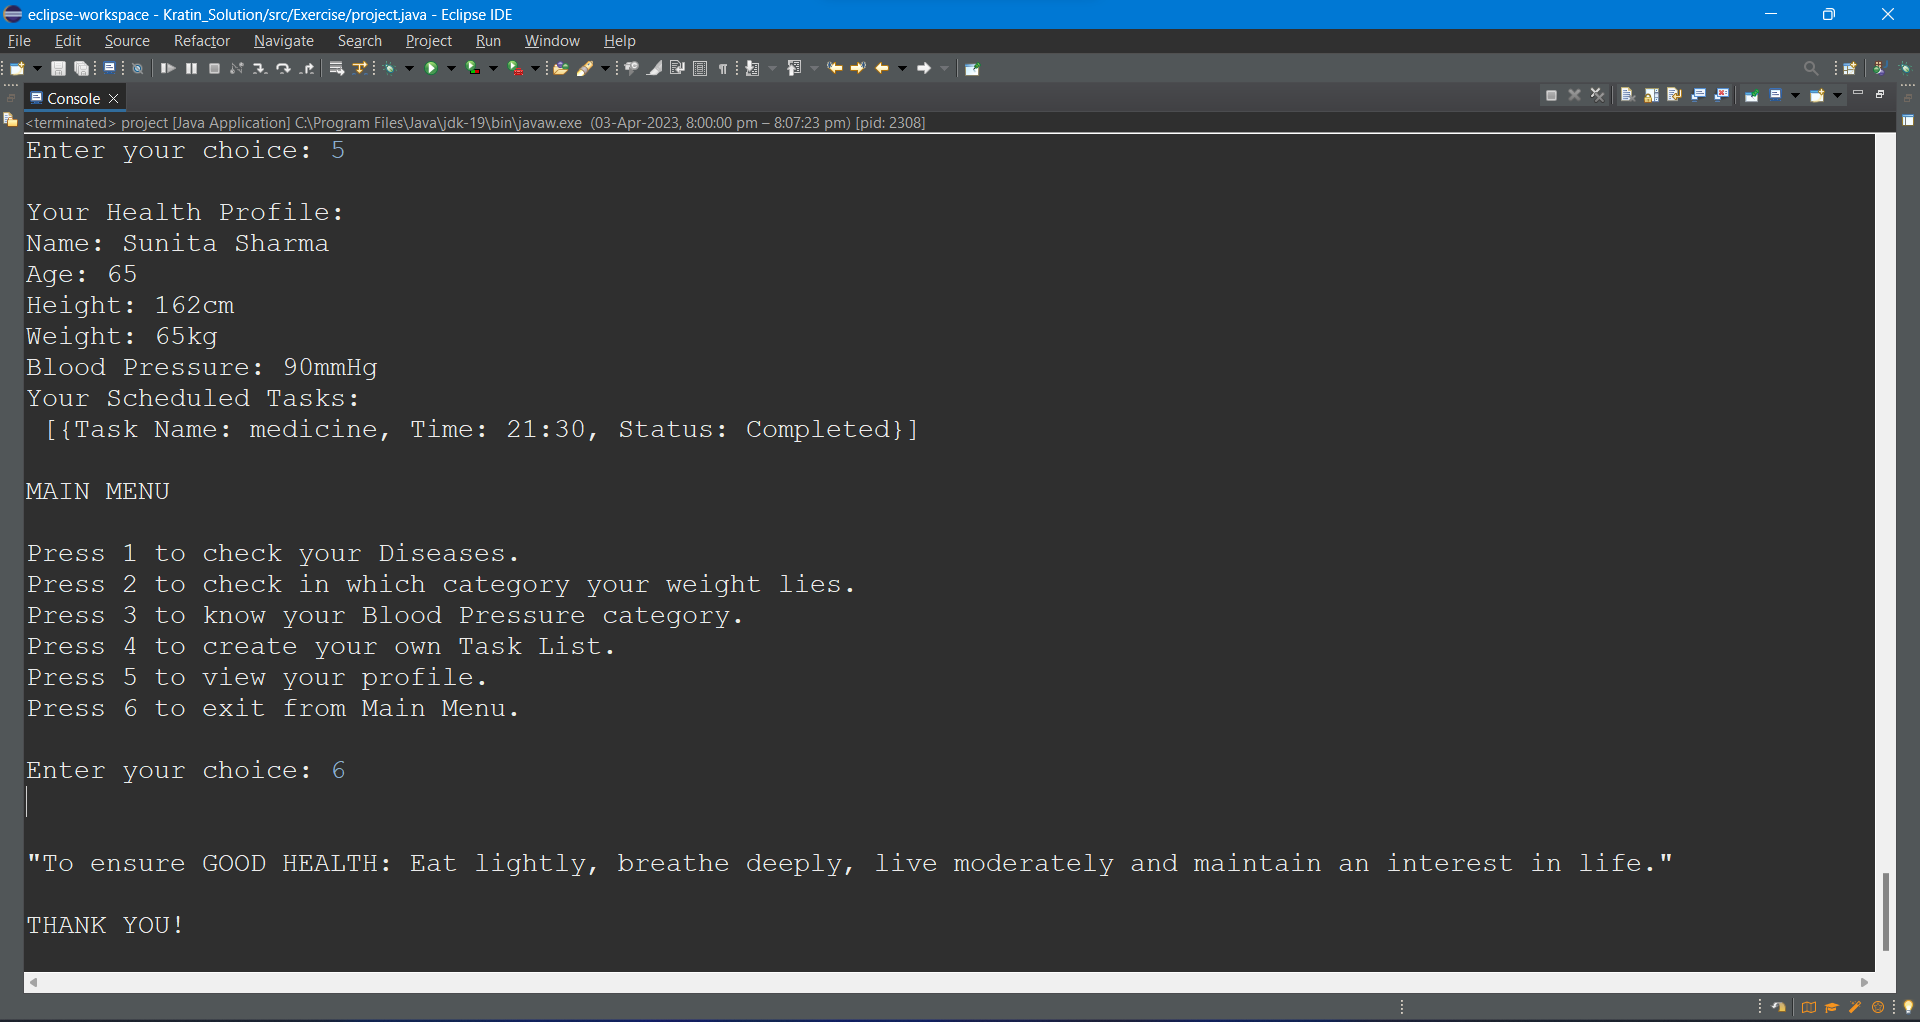 eclipse-workspace - Kratin_Solution/src/Exercise/project.java - Eclipse IDE
File Edit Source Refactor Navigate Search Project Run Window Help
Console
<terminated> project [Java Application] C:\Program Files\Java\jdk-19\bin\javaw.exe (03-Apr-2023, 8:00:00 pm – 8:07:23 pm) [pid: 2308]
Enter your choice: 5
Your Health Profile:
Name: Sunita Sharma
Age: 65
Height: 162cm
Weight: 65kg
Blood Pressure: 90mmHg
Your Scheduled Tasks:
[{Task Name: medicine, Time: 21:30, Status: Completed}]
MAIN MENU
Press 1 to check your Diseases.
Press 2 to check in which category your weight lies.
Press 3 to know your Blood Pressure category.
Press 4 to create your own Task List.
Press 5 to view your profile.
Press 6 to exit from Main Menu.
Enter your choice: 6
"To ensure GOOD HEALTH: Eat lightly, breathe deeply, live moderately and maintain an interest in life."
THANK YOU!